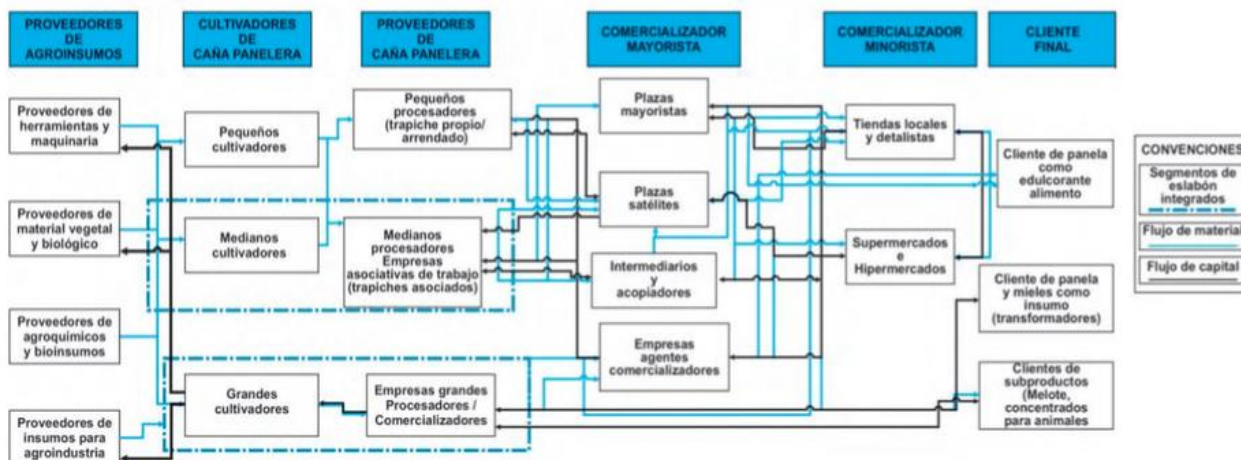 PROVEEDORES
DE
AGROINSUMOS
CULTIVADORES
DE
CAÑA PANELERA
PROVEEDORES
DE
CAÑA PANELERA
COMERCIALIZADOR
MAYORISTA
COMERCIALIZADOR
MINORISTA
CLIENTE
FINAL
Proveedores de
herramientas y
maquinaria
Proveedores de
material vegetal
y biológico
Proveedores de
agroquímicos
y bioinsumos
Proveedores de
insumos para
agroindustria
Pequeños
cultivadores
Medianos
cultivadores
Grandes
cultivadores
Pequeños
procesadores
(trapiche propio/
arrendado)
Medianos
procesadores
Empresas
asociativas de trabajo
(trapiches asociados)
Empresas grandes
Procesadores /
Comercializadores
Plazas
mayoristas
Plazas
satélites
Intermediarios
y
acopiadores
Empresas
agentes
comercializadores
Tiendas locales
y detallistas
Supermercados
e
Hipermercados
Cliente de panela
como
edulcorante
alimento
Cliente de panela
y mieles como
insumo
(transformadores)
Clientes de
subproductos
(Melote,
concentrados
para animales
CONVENCIONES
Segmentos de
eslabón
integrados
Flujo de material
Flujo de capital